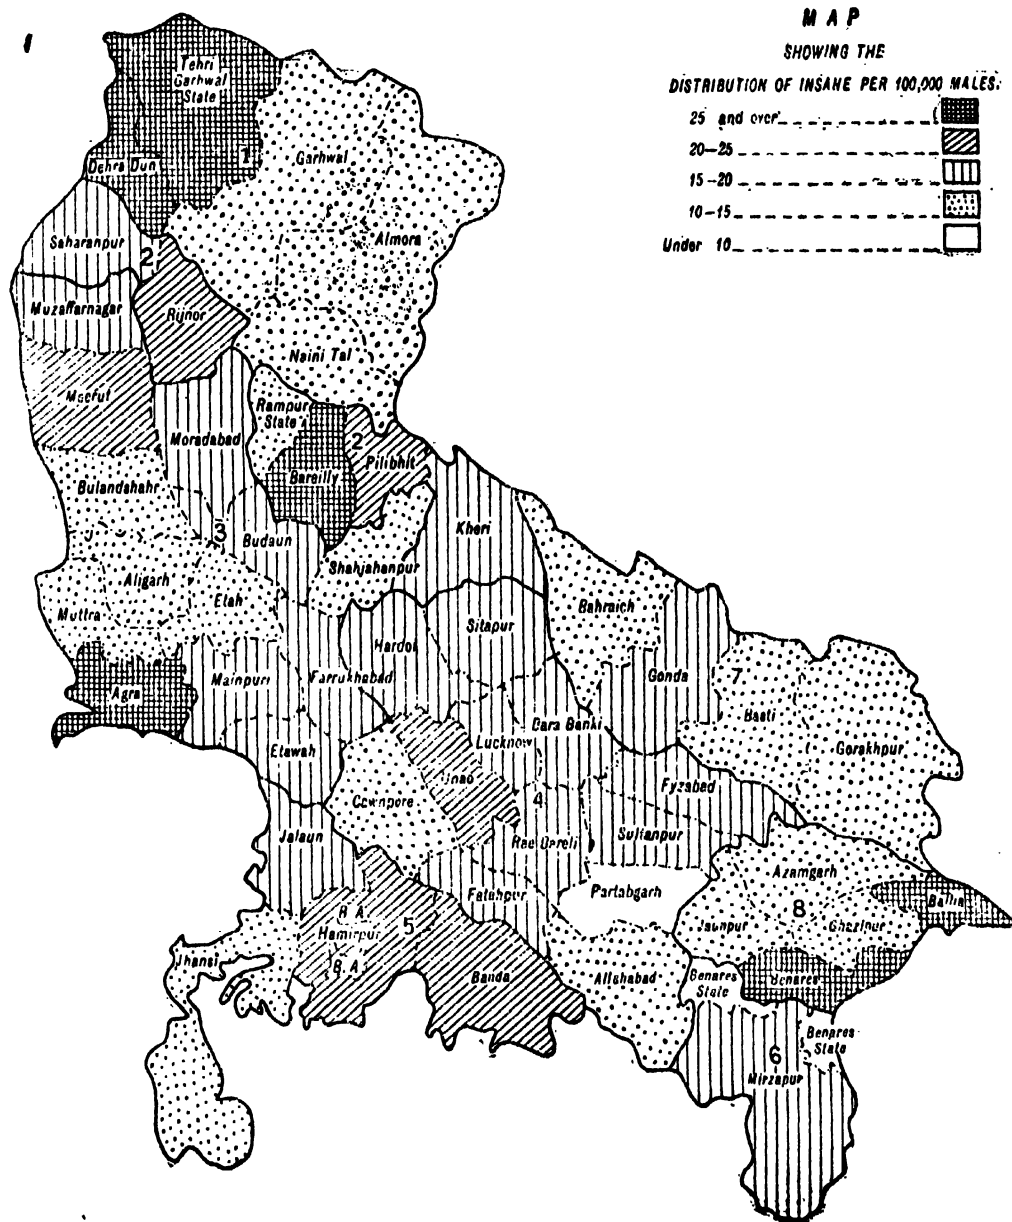 MAP
SHOWING THE
DISTRIBUTION OF INSANE PER 100,000 MALES.
25 and over
20–25
15–20
10–15
Under 10
1
Tehri
Garhwal
State
Dehra Dun
1
Garhwal
Almora
Saharanpur
2
Muzaffarnagar
Bijnor
Naini Tal
Meerut
Rampur
State
Moradabad
2
Pilibhit
Bareilly
Bulandshahr
3
Budaun
Kheri
Shahjahanpur
Aligarh
Etah
Muttra
Bahraich
Sitapur
Hardoi
Agra
Mainpuri
Farrukhabad
Gonda
7
Basti
Gorakhpur
Bara Banki
Lucknow
Etawah
Unao
Cawnpore
4
Fyzabad
Jalaun
Rae Bareli
Sultanpur
Azamgarh
Partabgarh
Fatehpur
Ballia
8
B.A.
Hamirpur
5
B.A.
Jaunpur
Ghazipur
Jhansi
Banda
Allahabad
Benares
State
Benares
Benares
State
6
Mirzapur